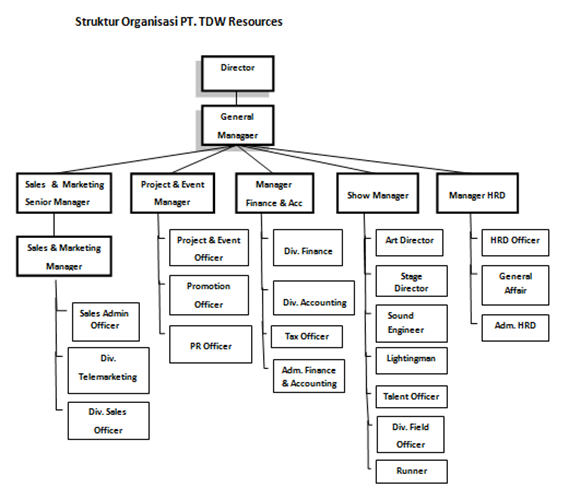 Struktur Organisasi PT. TDW Resources
Director
General
Managaer
Sales & Marketing
Senior Manager
Project & Event
Manager
Manager
Finance & Acc
Show Manager
Manager HRD
Sales & Marketing
Manager
Sales Admin
Officer
Div.
Telemarketing
Div. Sales
Officer
Project & Event
Officer
Promotion
Officer
PR Officer
Div. Finance
Div. Accounting
Tax Officer
Adm. Finance
& Accounting
Art Director
Stage
Director
Sound
Engineer
Lightingman
Talent Officer
Div. Field
Officer
Runner
HRD Officer
General
Affair
Adm. HRD